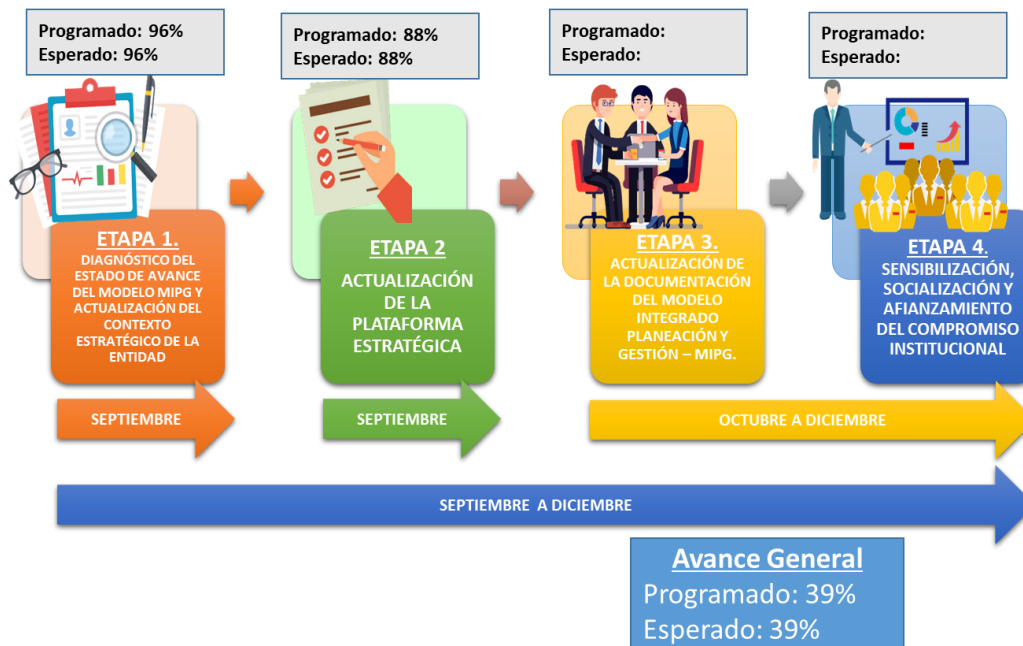 Programado: 96%
Esperado: 96%
Programado: 88%
Esperado: 88%
Programado:
Esperado:
Programado:
Esperado:
ETAPA 1.
DIAGNÓSTICO DEL
ESTADO DE AVANCE
DEL MODELO MIPG Y
ACTUALIZACIÓN DEL
CONTEXTO
ESTRATÉGICO DE LA
ENTIDAD
ETAPA 2
ACTUALIZACIÓN
DE LA
PLATAFORMA
ESTRATÉGICA
ETAPA 3.
ACTUALIZACIÓN DE
LA DOCUMENTACIÓN
DEL MODELO
INTEGRADO
PLANEACIÓN Y
GESTIÓN – MIPG.
ETAPA 4.
SENSIBILIZACIÓN,
SOCIALIZACIÓN Y
AFIANZAMIENTO
DEL COMPROMISO
INSTITUCIONAL
SEPTIEMBRE
SEPTIEMBRE
OCTUBRE A DICIEMBRE
SEPTIEMBRE A DICIEMBRE
Avance General
Programado: 39%
Esperado: 39%